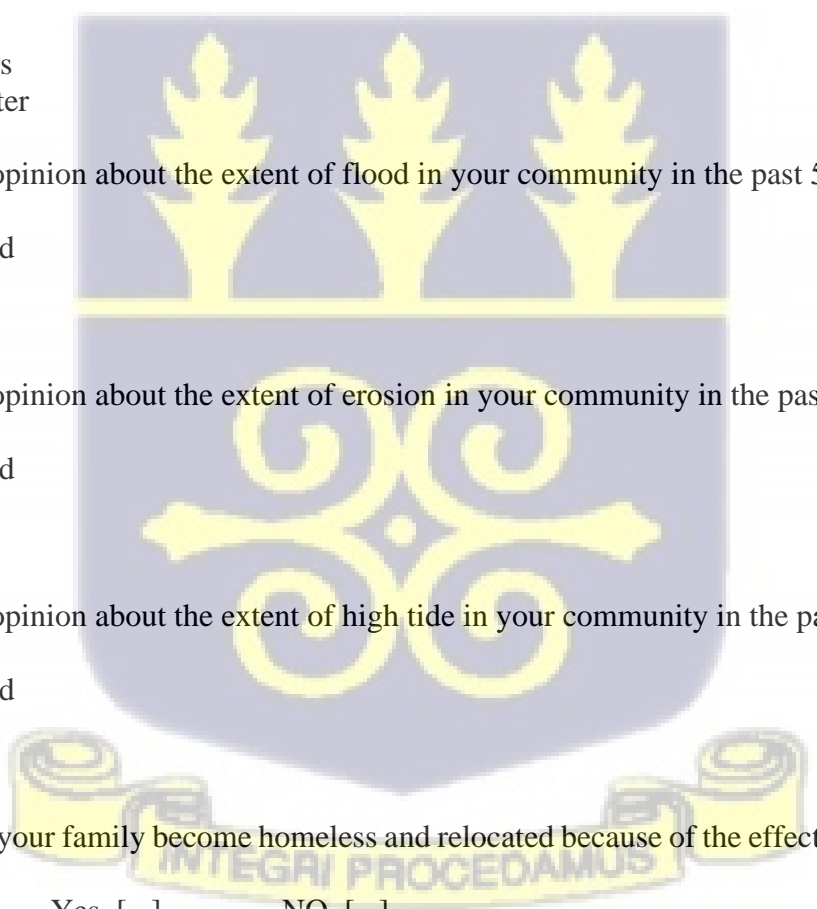 s
ter
opinion about the extent of flood in your community in the past 5
d
opinion about the extent of erosion in your community in the pas
d
opinion about the extent of high tide in your community in the pa
d
your family become homeless and relocated because of the effect
INTEGRI PROCEDAMUS
Yes [ ] NO [ ]